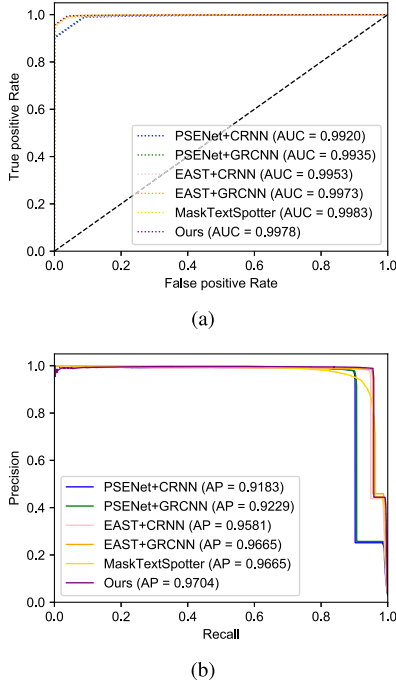 1.0
0.8
0.6
0.4
0.2
0.0
True positive Rate
PSENet+CRNN (AUC = 0.9920)
PSENet+GRCNN (AUC = 0.9935)
EAST+CRNN (AUC = 0.9953)
EAST+GRCNN (AUC = 0.9973)
MaskTextSpotter (AUC = 0.9983)
Ours (AUC = 0.9978)
0.0 0.2 0.4 0.6 0.8 1.0
False positive Rate
(a)
1.0
0.8
0.6
0.4
0.2
0.0
Precision
PSENet+CRNN (AP = 0.9183)
PSENet+GRCNN (AP = 0.9229)
EAST+CRNN (AP = 0.9581)
EAST+GRCNN (AP = 0.9665)
MaskTextSpotter (AP = 0.9665)
Ours (AP = 0.9704)
0.0 0.2 0.4 0.6 0.8 1.0
Recall
(b)